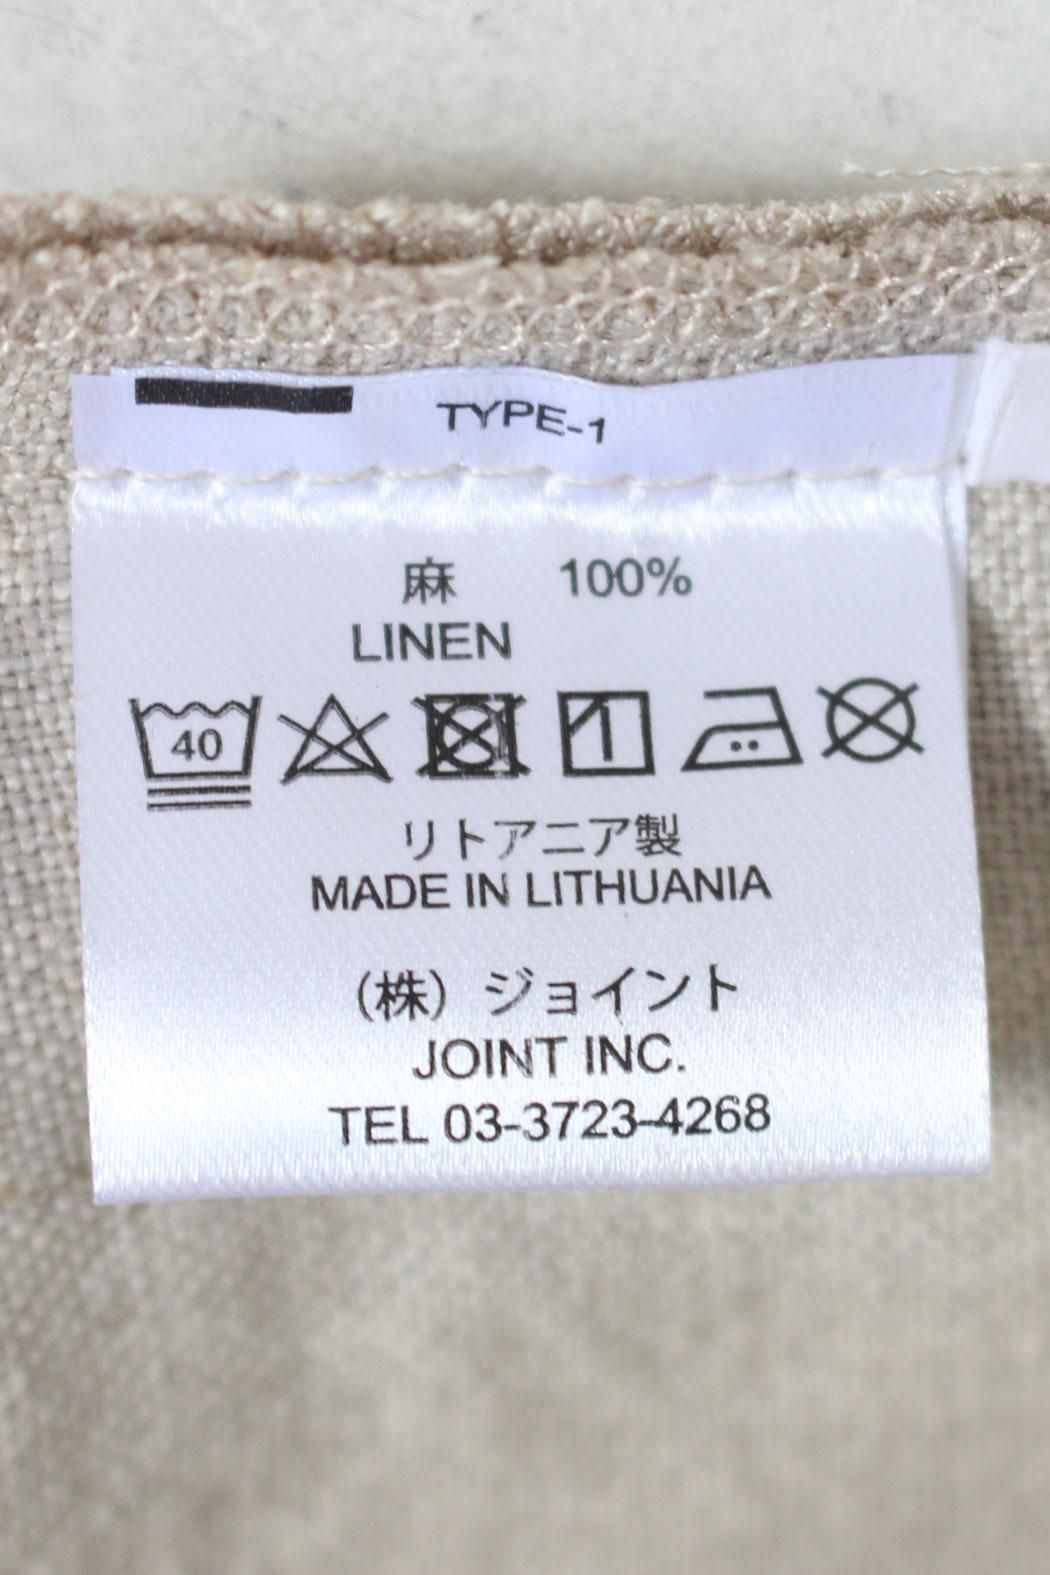 TYPE-1
麻 100%
LINEN
40
リトアニア製
MADE IN LITHUANIA
(株) ジョイント
JOINT INC.
TEL 03-3723-4268